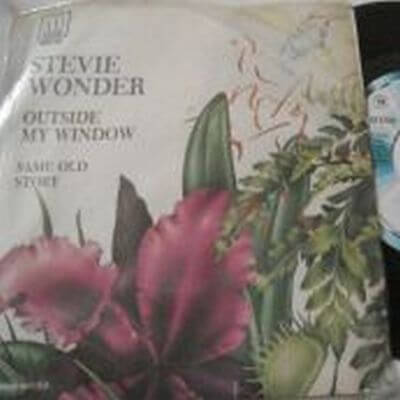 STEVIE
WONDER
OUTSIDE
MY WINDOW
SAME OLD
STORY